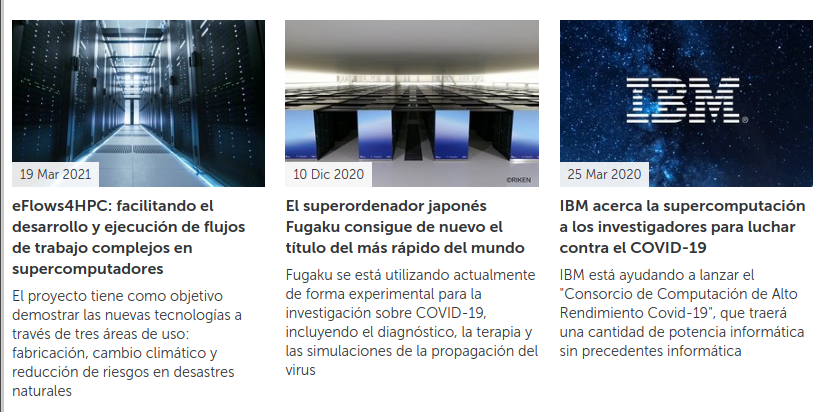 19 Mar 2021
eFlows4HPC: facilitando el
desarrollo y ejecución de flujos
de trabajo complejos en
supercomputadores
El proyecto tiene como objetivo
demostrar las nuevas tecnologías a
través de tres áreas de uso:
fabricación, cambio climático y
reducción de riesgos en desastres
naturales
©RIKEN
10 Dic 2020
El superordenador japonés
Fugaku consigue de nuevo el
título del más rápido del mundo
Fugaku se está utilizando actualmente
de forma experimental para la
investigación sobre COVID-19,
incluyendo el diagnóstico, la terapia y
las simulaciones de la propagación del
virus
IBM®
25 Mar 2020
IBM acerca la supercomputación
a los investigadores para luchar
contra el COVID-19
IBM está ayudando a lanzar el
"Consorcio de Computación de Alto
Rendimiento Covid-19", que traerá
una cantidad de potencia informática
sin precedentes informática